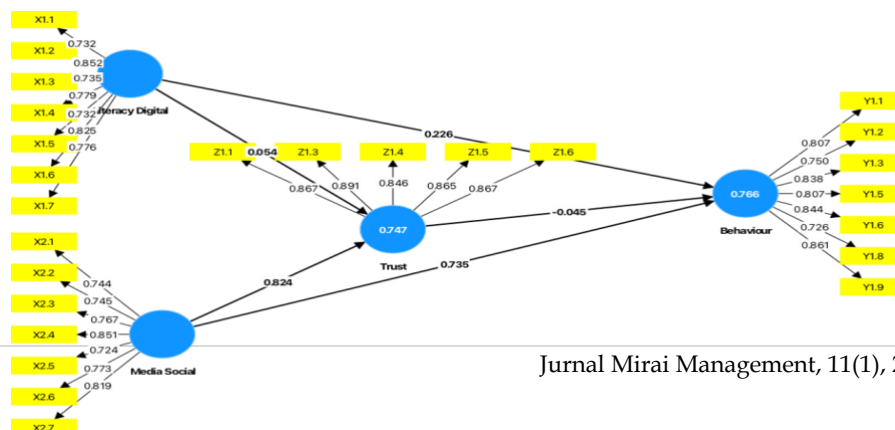 X1.1
0.732
X1.2
0.852
X1.3
0.735
0.779
X1.4
0.732
iteracy Digital
X1.5
0.825
0.776
X1.6
X1.7
0.226
Z1.1
0.054
Z1.3
Z1.4
Z1.5
Z1.6
0.867
0.891
0.846
0.865
0.867
0.747
Trust
-0.045
0.735
0.824
Y1.1
0.807
Y1.2
0.750
Y1.3
0.838
0.766
0.807
Y1.5
0.844
Y1.6
Behaviour
0.726
0.861
Y1.8
Y1.9
X2.1
X2.2
0.744
0.745
X2.3
0.767
X2.4
0.851
0.724
X2.5
0.773
Media Social
0.819
X2.6
X2.7
Jurnal Mirai Management, 11(1), 2